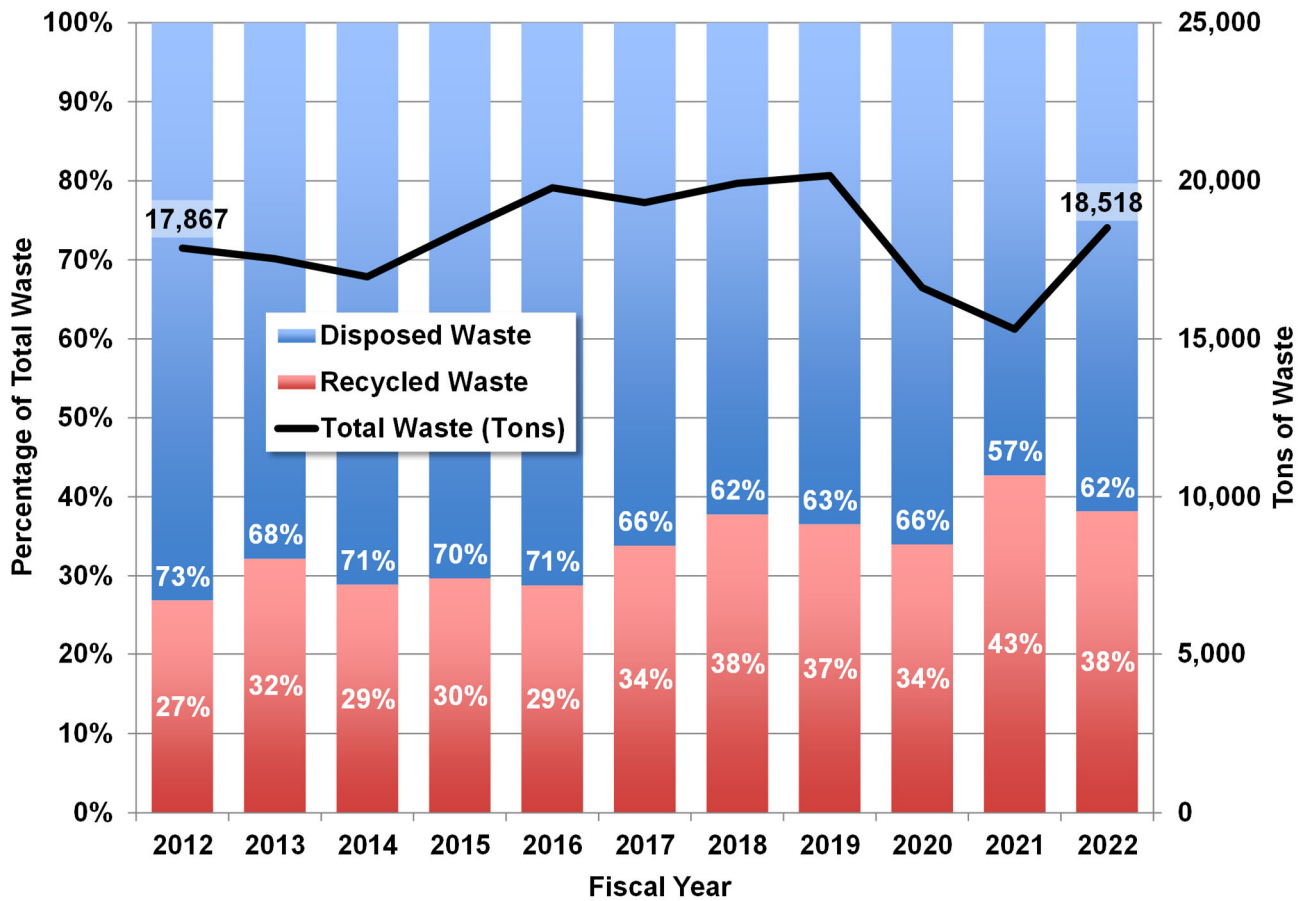 100%
90%
80%
70%
60%
50%
40%
30%
20%
10%
0%
Percentage of Total Waste
25,000
20,000
15,000
10,000
5,000
0
Tons of Waste
17,867
18,518
Disposed Waste
Recycled Waste
Total Waste (Tons)
73% 68% 71% 70% 71% 66% 62% 63% 66% 57% 62%
27% 32% 29% 30% 29% 34% 38% 37% 34% 43% 38%
2012 2013 2014 2015 2016 2017 2018 2019 2020 2021 2022
Fiscal Year